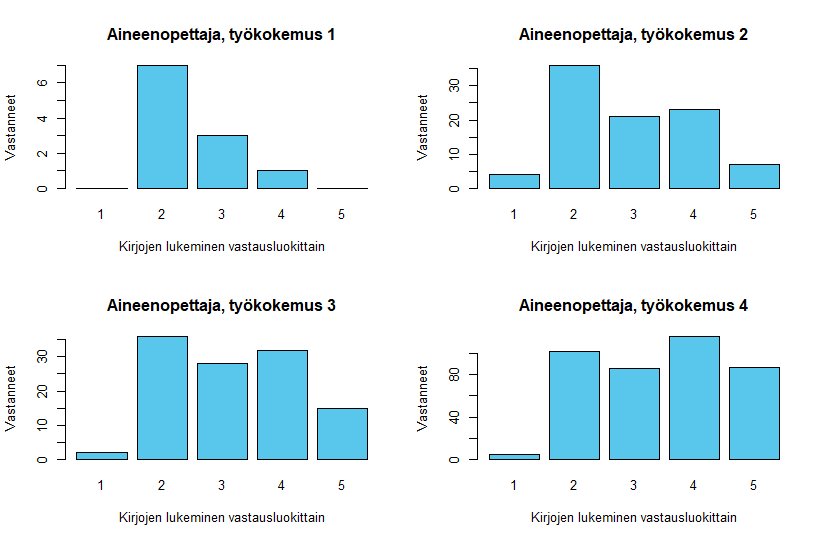 Aineenopettaja, työkokemus 1
Vastanneet
6
4
2
0
1 2 3 4 5
Kirjojen lukeminen vastausluokittain
Aineenopettaja, työkokemus 2
Vastanneet
30
20
10
0
1 2 3 4 5
Kirjojen lukeminen vastausluokittain
Aineenopettaja, työkokemus 3
Vastanneet
30
20
10
0
1 2 3 4 5
Kirjojen lukeminen vastausluokittain
Aineenopettaja, työkokemus 4
Vastanneet
80
40
0
1 2 3 4 5
Kirjojen lukeminen vastausluokittain